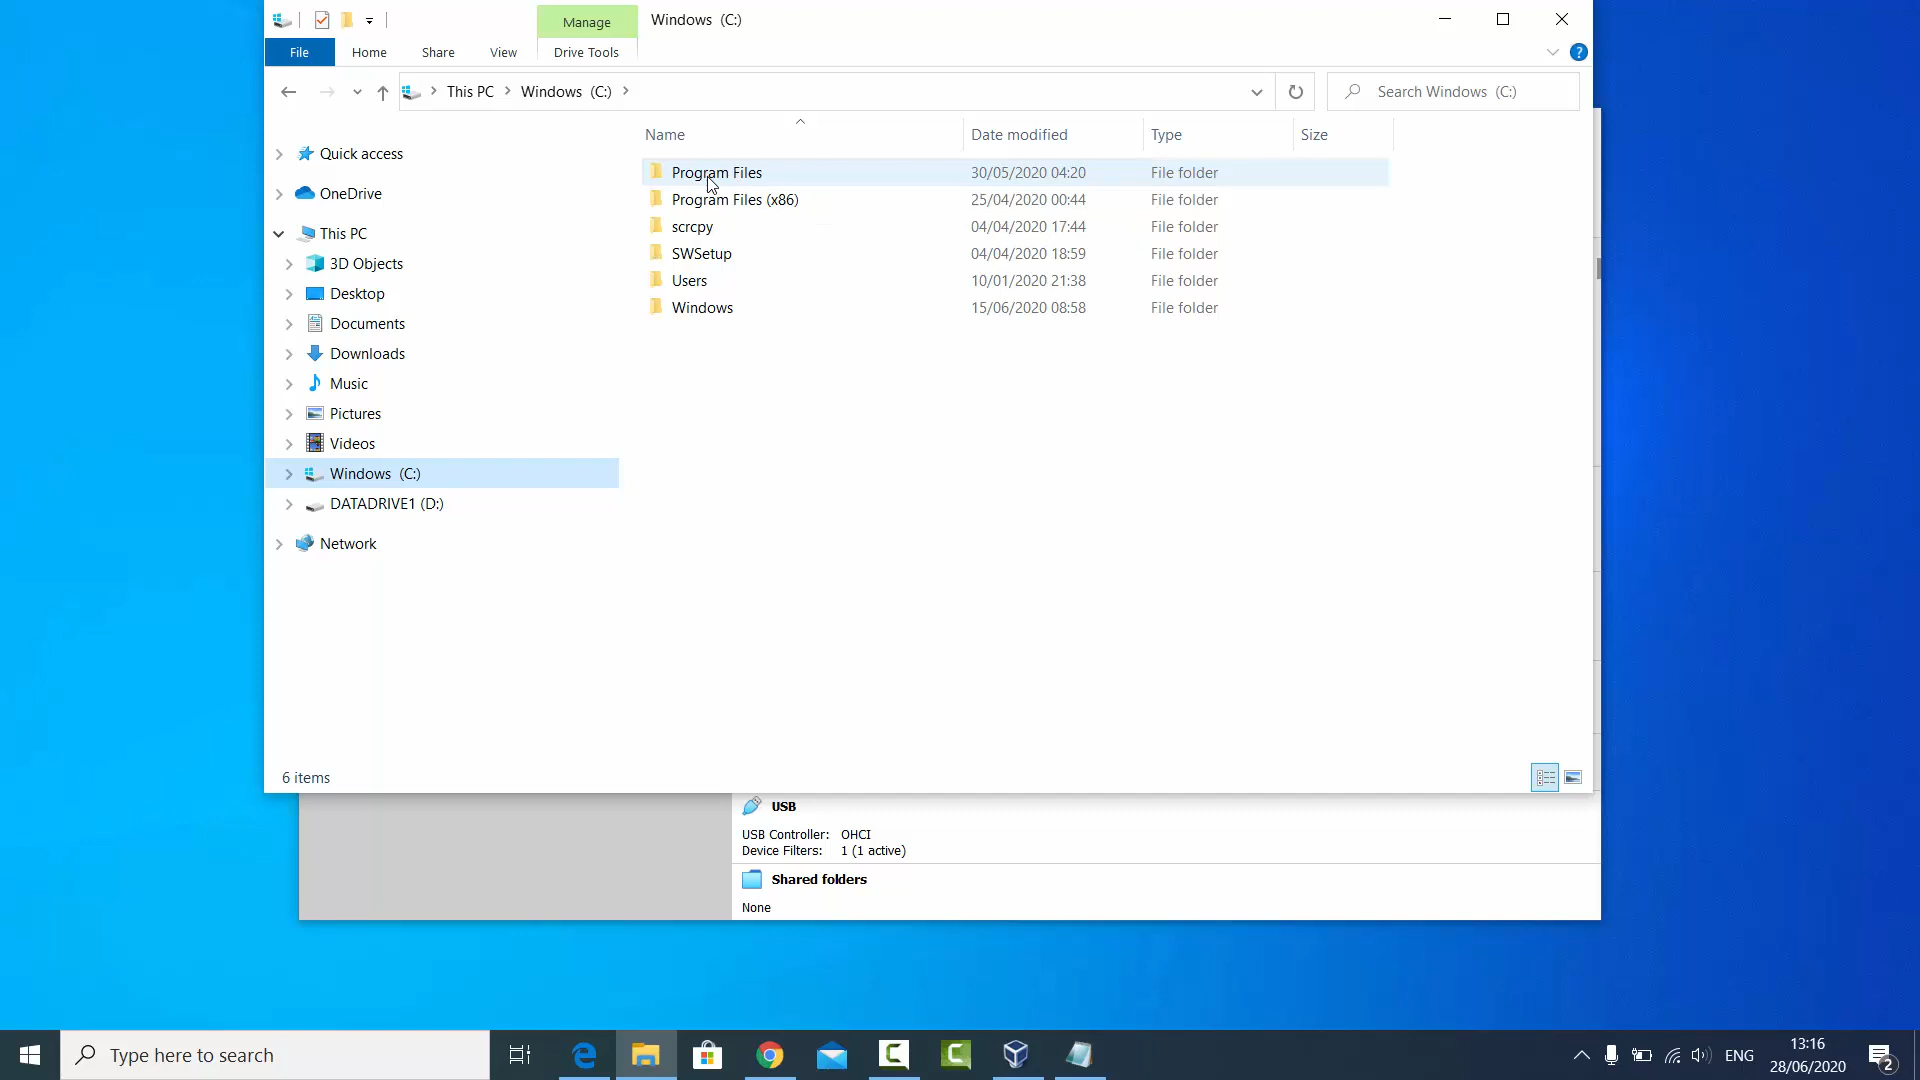 Manage
Windows (C:)
File
Home
Share
View
Drive Tools
?
This PC
Windows (C:)
Search Windows (C:)
Name
Date modified
Type
Size
Quick access
OneDrive
This PC
3D Objects
Desktop
Documents
Downloads
Music
Pictures
Videos
Windows (C:)
DATADRIVE1 (D:)
Network
Program Files 30/05/2020 04:20 File folder
Program Files (x86) 25/04/2020 00:44 File folder
scrcpy 04/04/2020 17:44 File folder
SWSetup 04/04/2020 18:59 File folder
Users 10/01/2020 21:38 File folder
Windows 15/06/2020 08:58 File folder
6 items
USB
USB Controller: OHCI
Device Filters: 1 (1 active)
Shared folders
None
Type here to search
ENG
13:16
28/06/2020
2